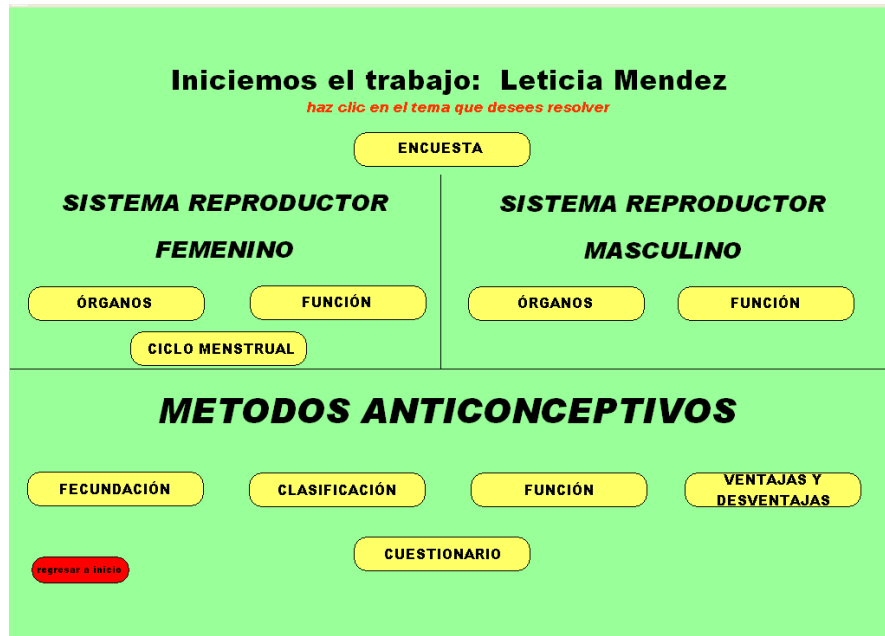 Iniciemos el trabajo: Leticia Mendez
haz clic en el tema que desees resolver
ENCUESTA
SISTEMA REPRODUCTOR
FEMENINO
ÓRGANOS
FUNCIÓN
CICLO MENSTRUAL
SISTEMA REPRODUCTOR
MASCULINO
ÓRGANOS
FUNCIÓN
METODOS ANTICONCEPTIVOS
FECUNDACIÓN
CLASIFICACIÓN
FUNCIÓN
VENTAJAS Y
DESVENTAJAS
CUESTIONARIO
regresar a inicio